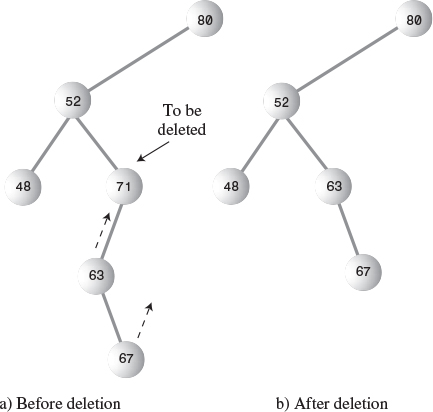 80
80
52
52
To be
deleted
48
71
48
63
63
67
67
a) Before deletion
b) After deletion